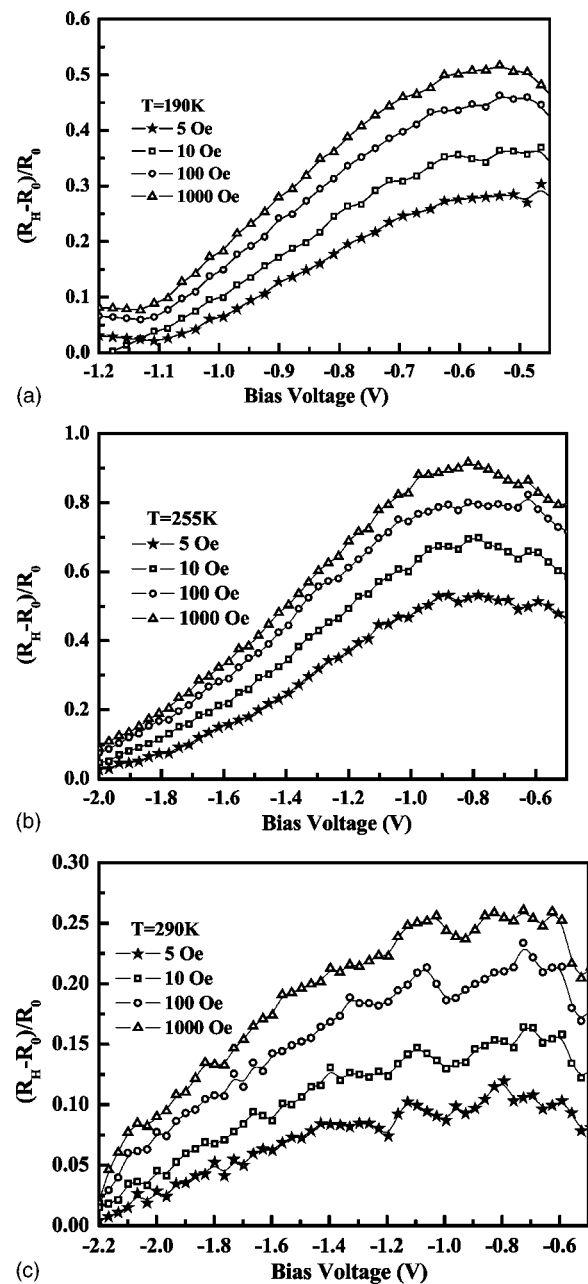 0.6
0.5
0.4
0.3
0.2
0.1
0.0
(R_H-R_0)/R_0
T=190K
5 Oe
10 Oe
100 Oe
1000 Oe
-1.2 -1.1 -1.0 -0.9 -0.8 -0.7 -0.6 -0.5
Bias Voltage (V)
(a)
1.0
0.8
0.6
0.4
0.2
0.0
(R_H-R_0)/R_0
T=255K
5 Oe
10 Oe
100 Oe
1000 Oe
-2.0 -1.8 -1.6 -1.4 -1.2 -1.0 -0.8 -0.6
Bias Voltage (V)
(b)
0.30
0.25
0.20
0.15
0.10
0.05
0.00
(R_H-R_0)/R_0
T=290K
5 Oe
10 Oe
100 Oe
1000 Oe
-2.2 -2.0 -1.8 -1.6 -1.4 -1.2 -1.0 -0.8 -0.6
Bias Voltage (V)
(c)